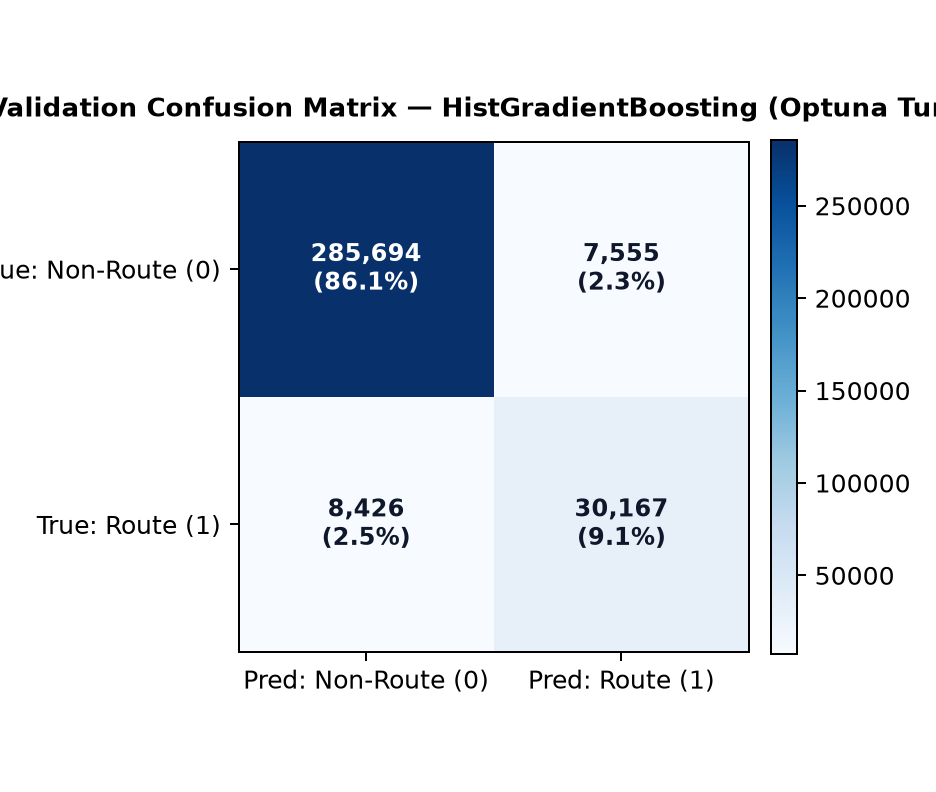 Validation Confusion Matrix — HistGradientBoosting (Optuna
250000
285,694
(86.1%)
7,555
(2.3%)
Non-Route (0)
200000
150000
100000
8,426
(2.5%)
30,167
(9.1%)
True: Route (1)
50000
Pred: Non-Route (0)
Pred: Route (1)